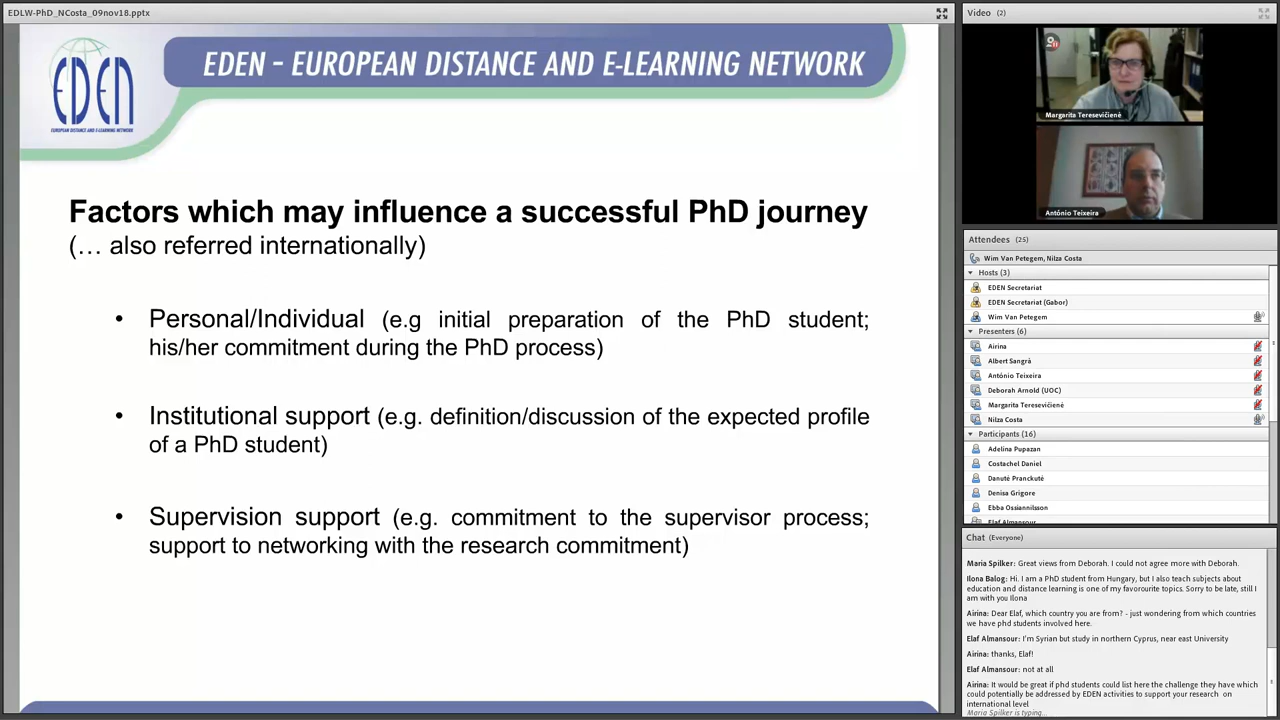 EDLW-PhD_NCosta_09nov18.pptx
EDEN
EUROPEAN DISTANCE AND E-LEARNING NETWORK
EDEN – EUROPEAN DISTANCE AND E-LEARNING NETWORK
Factors which may influence a successful PhD journey
(… also referred internationally)
• Personal/Individual (e.g initial preparation of the PhD student;
his/her commitment during the PhD process)
• Institutional support (e.g. definition/discussion of the expected profile
of a PhD student)
• Supervision support (e.g. commitment to the supervisor process;
support to networking with the research commitment)
Video (2)
Margarita Teresevičienė
António Teixeira
Attendees (25)
Wim Van Petegem, Nilza Costa
Hosts (3)
EDEN Secretariat
EDEN Secretariat (Gabor)
Wim Van Petegem
Presenters (6)
Airina
Albert Sangrà
António Teixeira
Deborah Arnold (UOC)
Margarita Teresevičienė
Nilza Costa
Participants (16)
Adelina Pupazan
Costachel Daniel
Danutė Pranckutė
Denisa Grigore
Ebba Ossiannilsson
Elaf Almansour
Chat (Everyone)
Maria Spilker: Great views from Deborah. I could not agree more with Deborah.
Ilona Balog: Hi. I am a PhD student from Hungary, but I also teach subjects about
education and distance learning is one of my favorourite topics. Sorry to be late, still I
am with you Ilona
Airina: Dear Elaf, which country you are from? - just wondering from which countries
we have phd students involved here.
Elaf Almansour: I'm Syrian but study in northern Cyprus, near east University
Airina: thanks, Elaf!
Elaf Almansour: not at all
Airina: It would be great if phd students could list here the challenge they have which
could potentially be addressed by EDEN activities to support your research on
international level
Maria Spilker is typing...